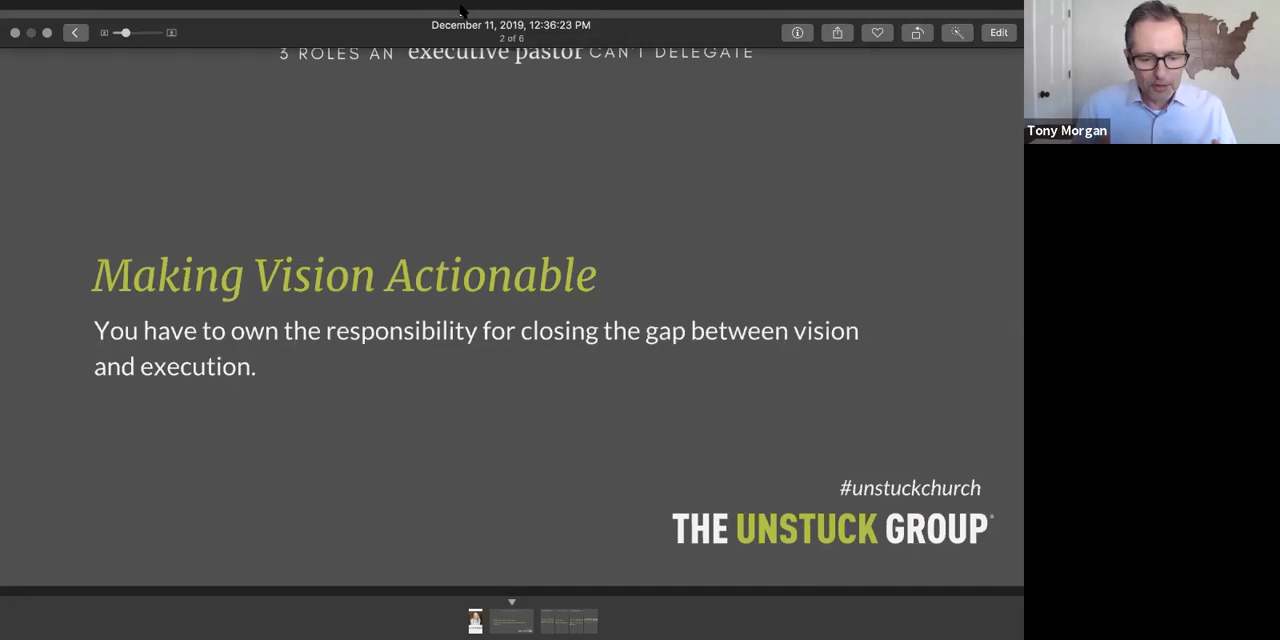 December 11, 2019, 12:36:23 PM
2 of 6
Edit
3 ROLES AN executive pastor CAN'T DELEGATE
Tony Morgan
Making Vision Actionable
You have to own the responsibility for closing the gap between vision
and execution.
#unstuckchurch
THE UNSTUCK GROUP